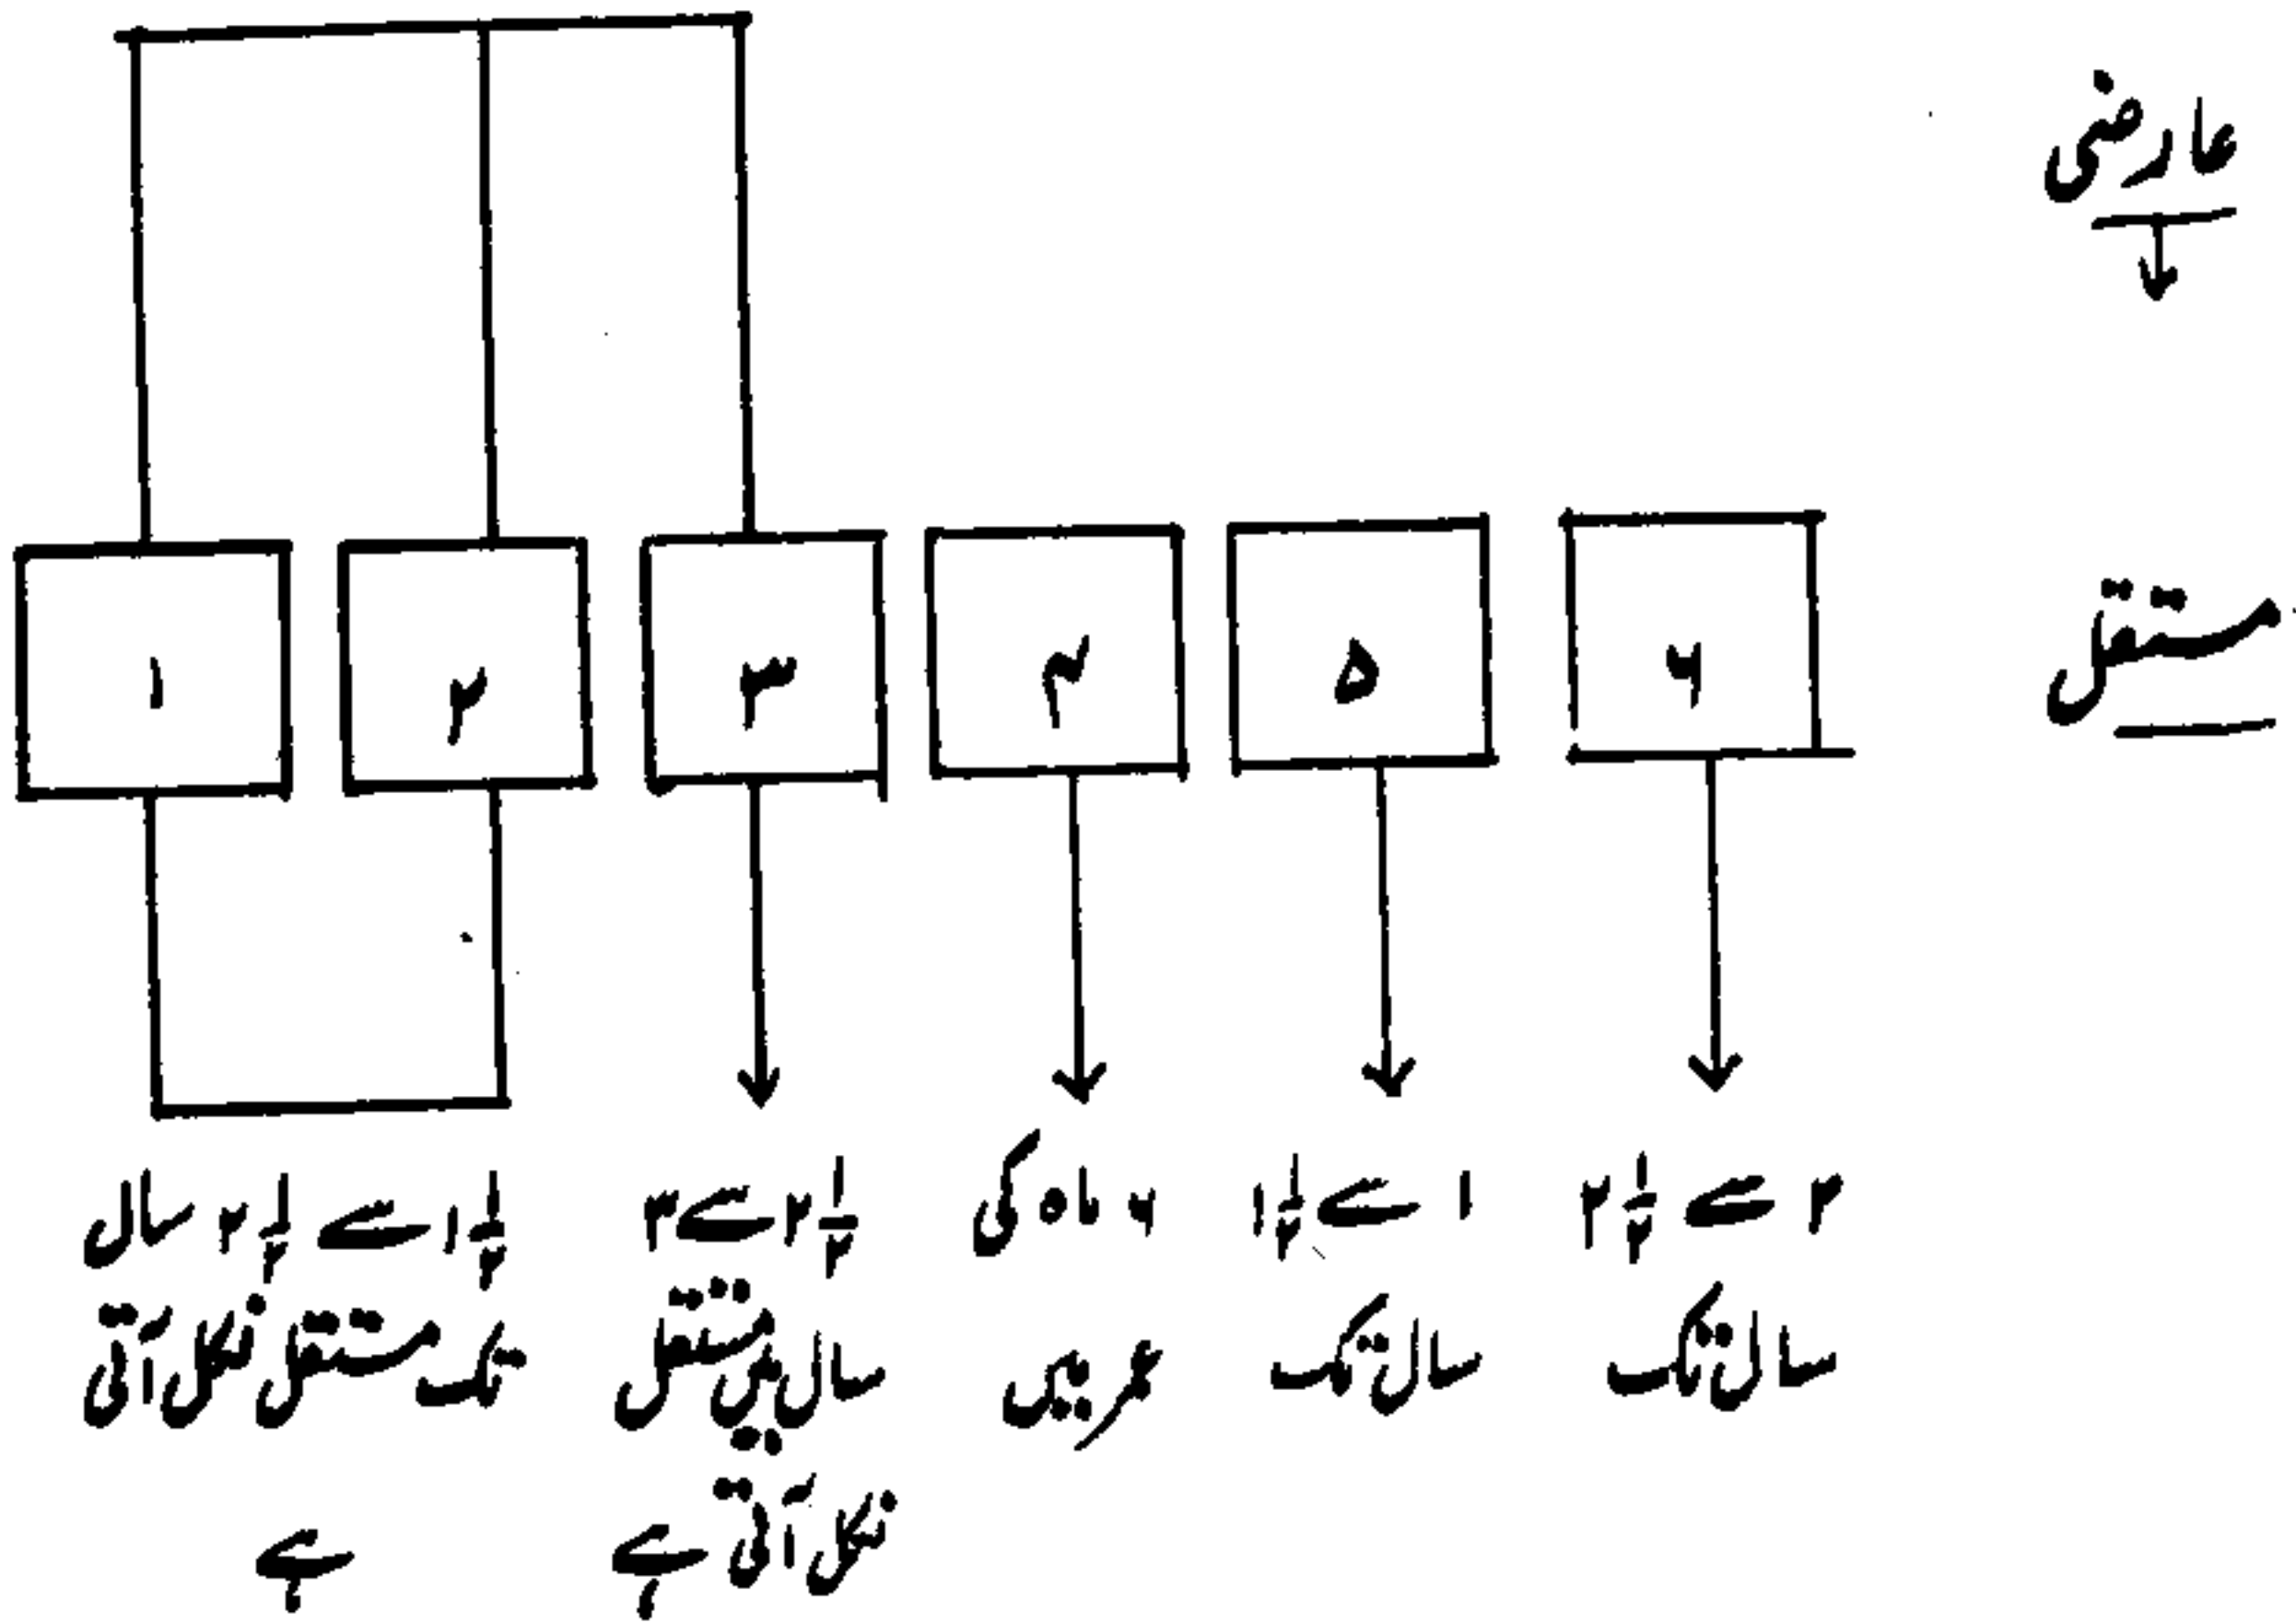 عارضی
مستقل
۶
۵
۴
۳
۲
۱
۲ سے ۲½
سال تک
۱ سے ۱½
سال تک
۶ ماہ کی
عمر میں
۲½ سے ۳
سال میں مستقل
نکل آتی ہے
۱½ سے ۲½ سال
تک مستقل نکل آتی
ہے